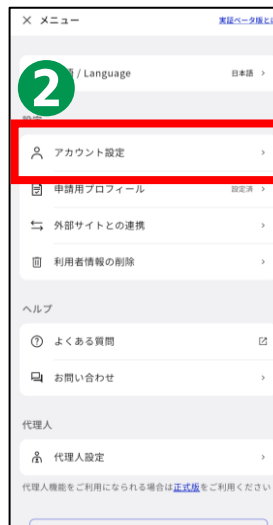 × メニュー 実証ベータ版とは
語 / Language 日本語 >
2
設定
アカウント設定 >
申請用プロフィール 設定済 >
外部サイトとの連携 >
利用者情報の削除 >
ヘルプ
よくある質問
お問い合わせ >
代理人
代理人設定 >
代理人機能をご利用になられる場合は正式版をご利用ください